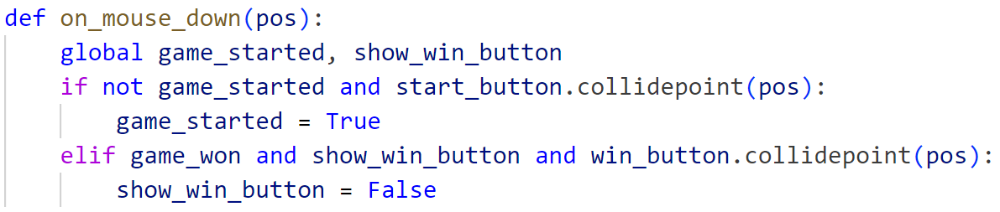 def on_mouse_down(pos):
    global game_started, show_win_button
    if not game_started and start_button.collidepoint(pos):
        game_started = True
    elif game_won and show_win_button and win_button.collidepoint(pos):
        show_win_button = False